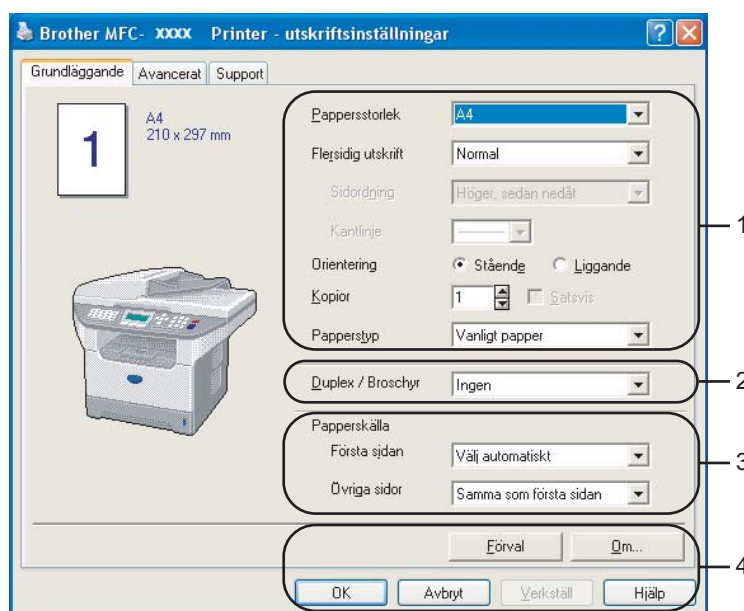 Brother MFC- XXXX Printer - utskriftsinställningar
Grundläggande Avancerat Support
1
A4
210 x 297 mm
Pappersstorlek A4
Flersidig utskrift Normal
Sidordning Höger, sedan nedåt
Kantlinje
Orientering Stående Liggande
Kopior 1 Satsvis
Papperstyp Vanligt papper
1
Duplex / Broschyr Ingen
2
Papperskälla
Första sidan Välj automatiskt
Övriga sidor Samma som första sidan
3
Förval Om...
OK Avbryt Verkställ Hjälp
4